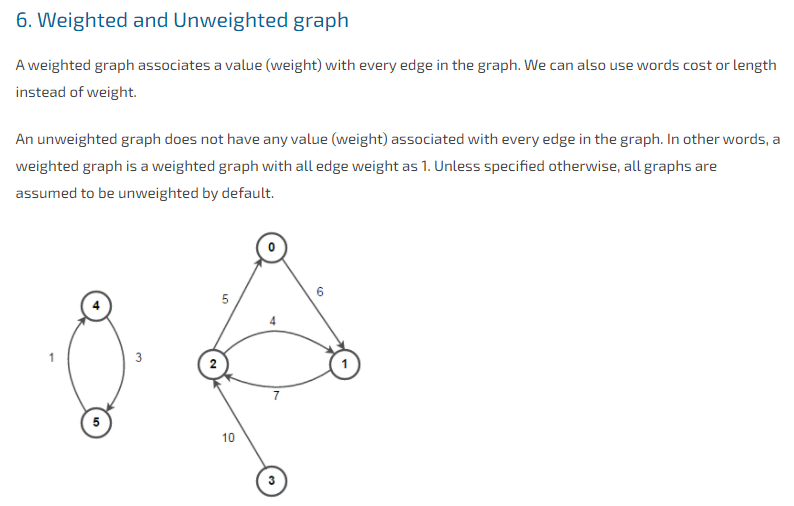 6. Weighted and Unweighted graph
A weighted graph associates a value (weight) with every edge in the graph. We can also use words cost or length
instead of weight.
An unweighted graph does not have any value (weight) associated with every edge in the graph. In other words, a
weighted graph is a weighted graph with all edge weight as 1. Unless specified otherwise, all graphs are
assumed to be unweighted by default.
0
6
5
4
4
1
3
2
1
7
5
10
3